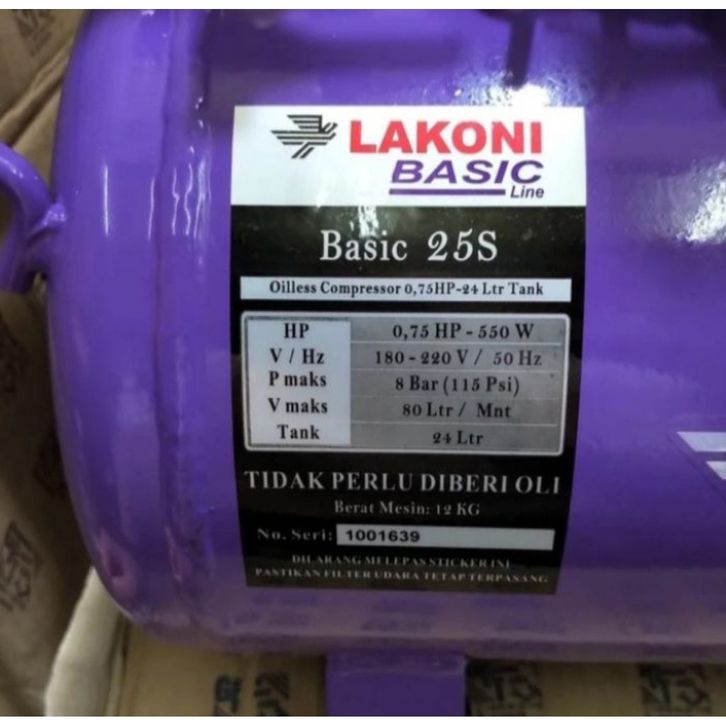 LAKONI
BASIC
Line
Basic 25S
Oilless Compressor 0,75HP-24 Ltr Tank
HP 0,75 HP - 550 W
V / Hz 180 - 220 V / 50 Hz
P maks 8 Bar (115 Psi)
V maks 80 Ltr / Mnt
Tank 24 Ltr
TIDAK PERLU DIBERI OLI
Berat Mesin: 12 KG
No. Seri: 1001639
DILARANG MELEPAS STICKER INI
PASTIKAN FILTER UDARA TETAP TERPASANG